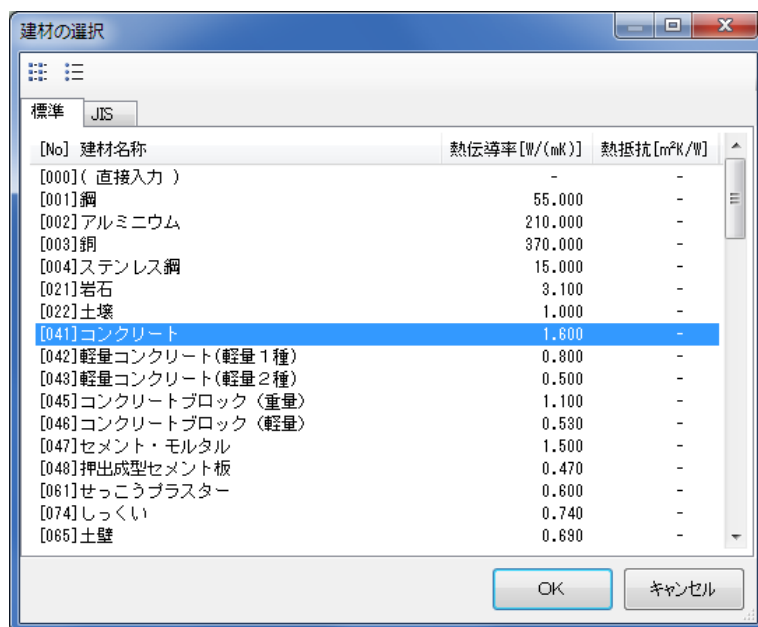 建材の選択
標準 JIS
[No] 建材名称 熱伝導率[W/(mK)] 熱抵抗[m²K/W]
[000]( 直接入力 ) - -
[001]鋼 55.000 -
[002]アルミニウム 210.000 -
[003]銅 370.000 -
[004]ステンレス鋼 15.000 -
[021]岩石 3.100 -
[022]土壌 1.000 -
[041]コンクリート 1.600 -
[042]軽量コンクリート(軽量１種) 0.800 -
[043]軽量コンクリート(軽量２種) 0.500 -
[045]コンクリートブロック（重量） 1.100 -
[046]コンクリートブロック（軽量） 0.530 -
[047]セメント・モルタル 1.500 -
[048]押出成型セメント板 0.470 -
[061]せっこうプラスター 0.600 -
[074]しっくい 0.740 -
[065]土壁 0.690 -
OK キャンセル